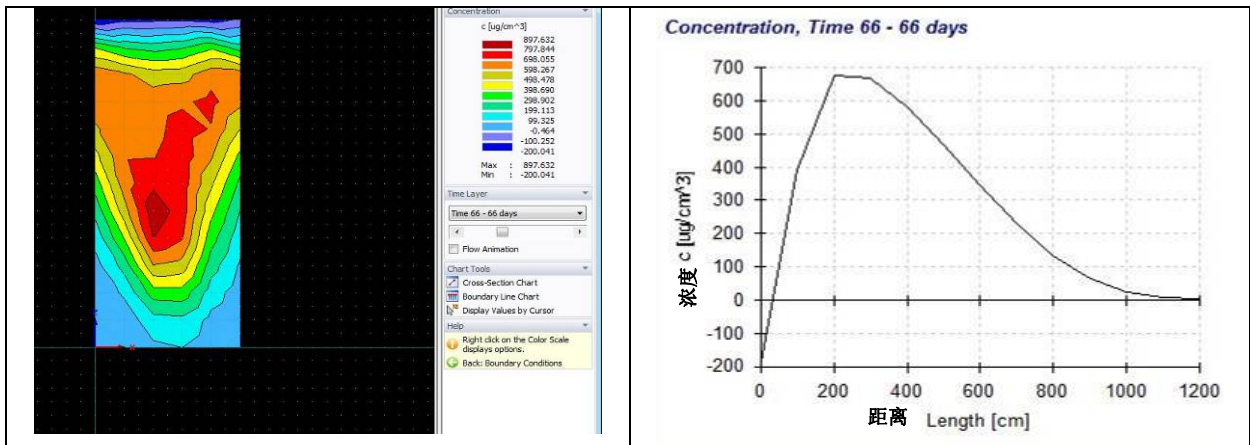 Concentration
c [ug/cm^3]
897.632
797.844
698.055
598.267
498.478
398.690
298.902
199.113
99.325
-0.464
-100.252
-200.041
Max : 897.632
Min : -200.041
Time Layer
Time 66 - 66 days
Flow Animation
Chart Tools
Cross-Section Chart
Boundary Line Chart
Display Values by Cursor
Help
Right click on the Color Scale
displays options.
Back: Boundary Conditions
x
Concentration, Time 66 - 66 days
浓度 c [ug/cm^3]
700
600
500
400
300
200
100
0
-100
-200
0 200 400 600 800 1000 1200
距离 Length [cm]